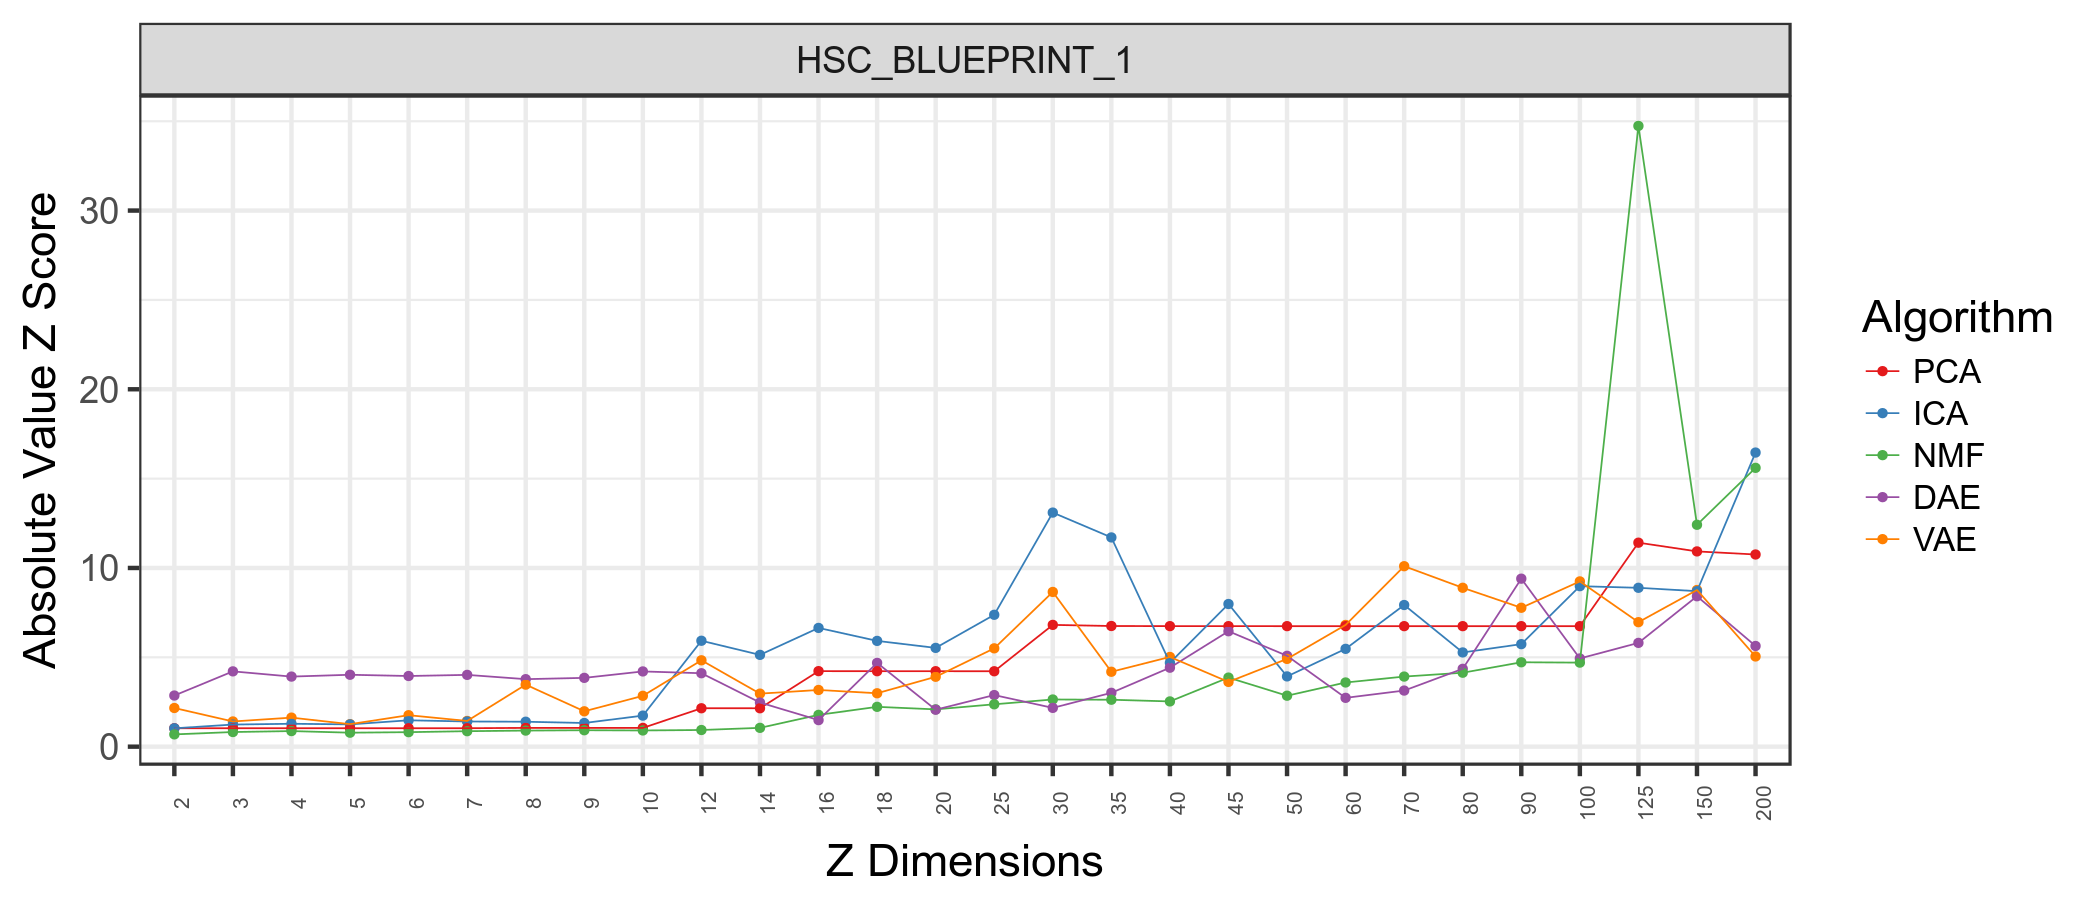 HSC_BLUEPRINT_1
Absolute Value Z Score
30
20
10
0
2 3 4 5 6 7 8 9 10 12 14 16 18 20 25 30 35 40 45 50 60 70 80 90 100 125 150 200
Z Dimensions
Algorithm
PCA
ICA
NMF
DAE
VAE